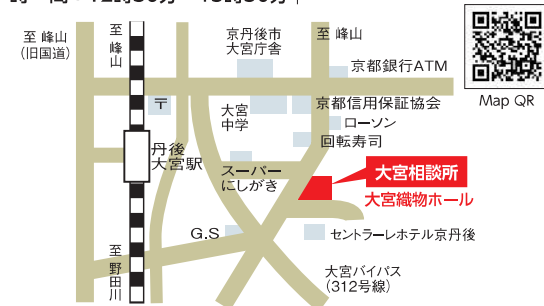 至 峰山
(旧国道)
至
峰
山
京丹後市
大宮庁舎
至 峰山
京都銀行ATM
Map QR
〒
大宮
中学
京都信用保証協会
ローソン
回転寿司
丹後
大宮駅
スーパー
にしがき
大宮相談所
大宮織物ホール
G.S
セントラーレホテル京丹後
至
野
田
川
大宮バイパス
(312号線)